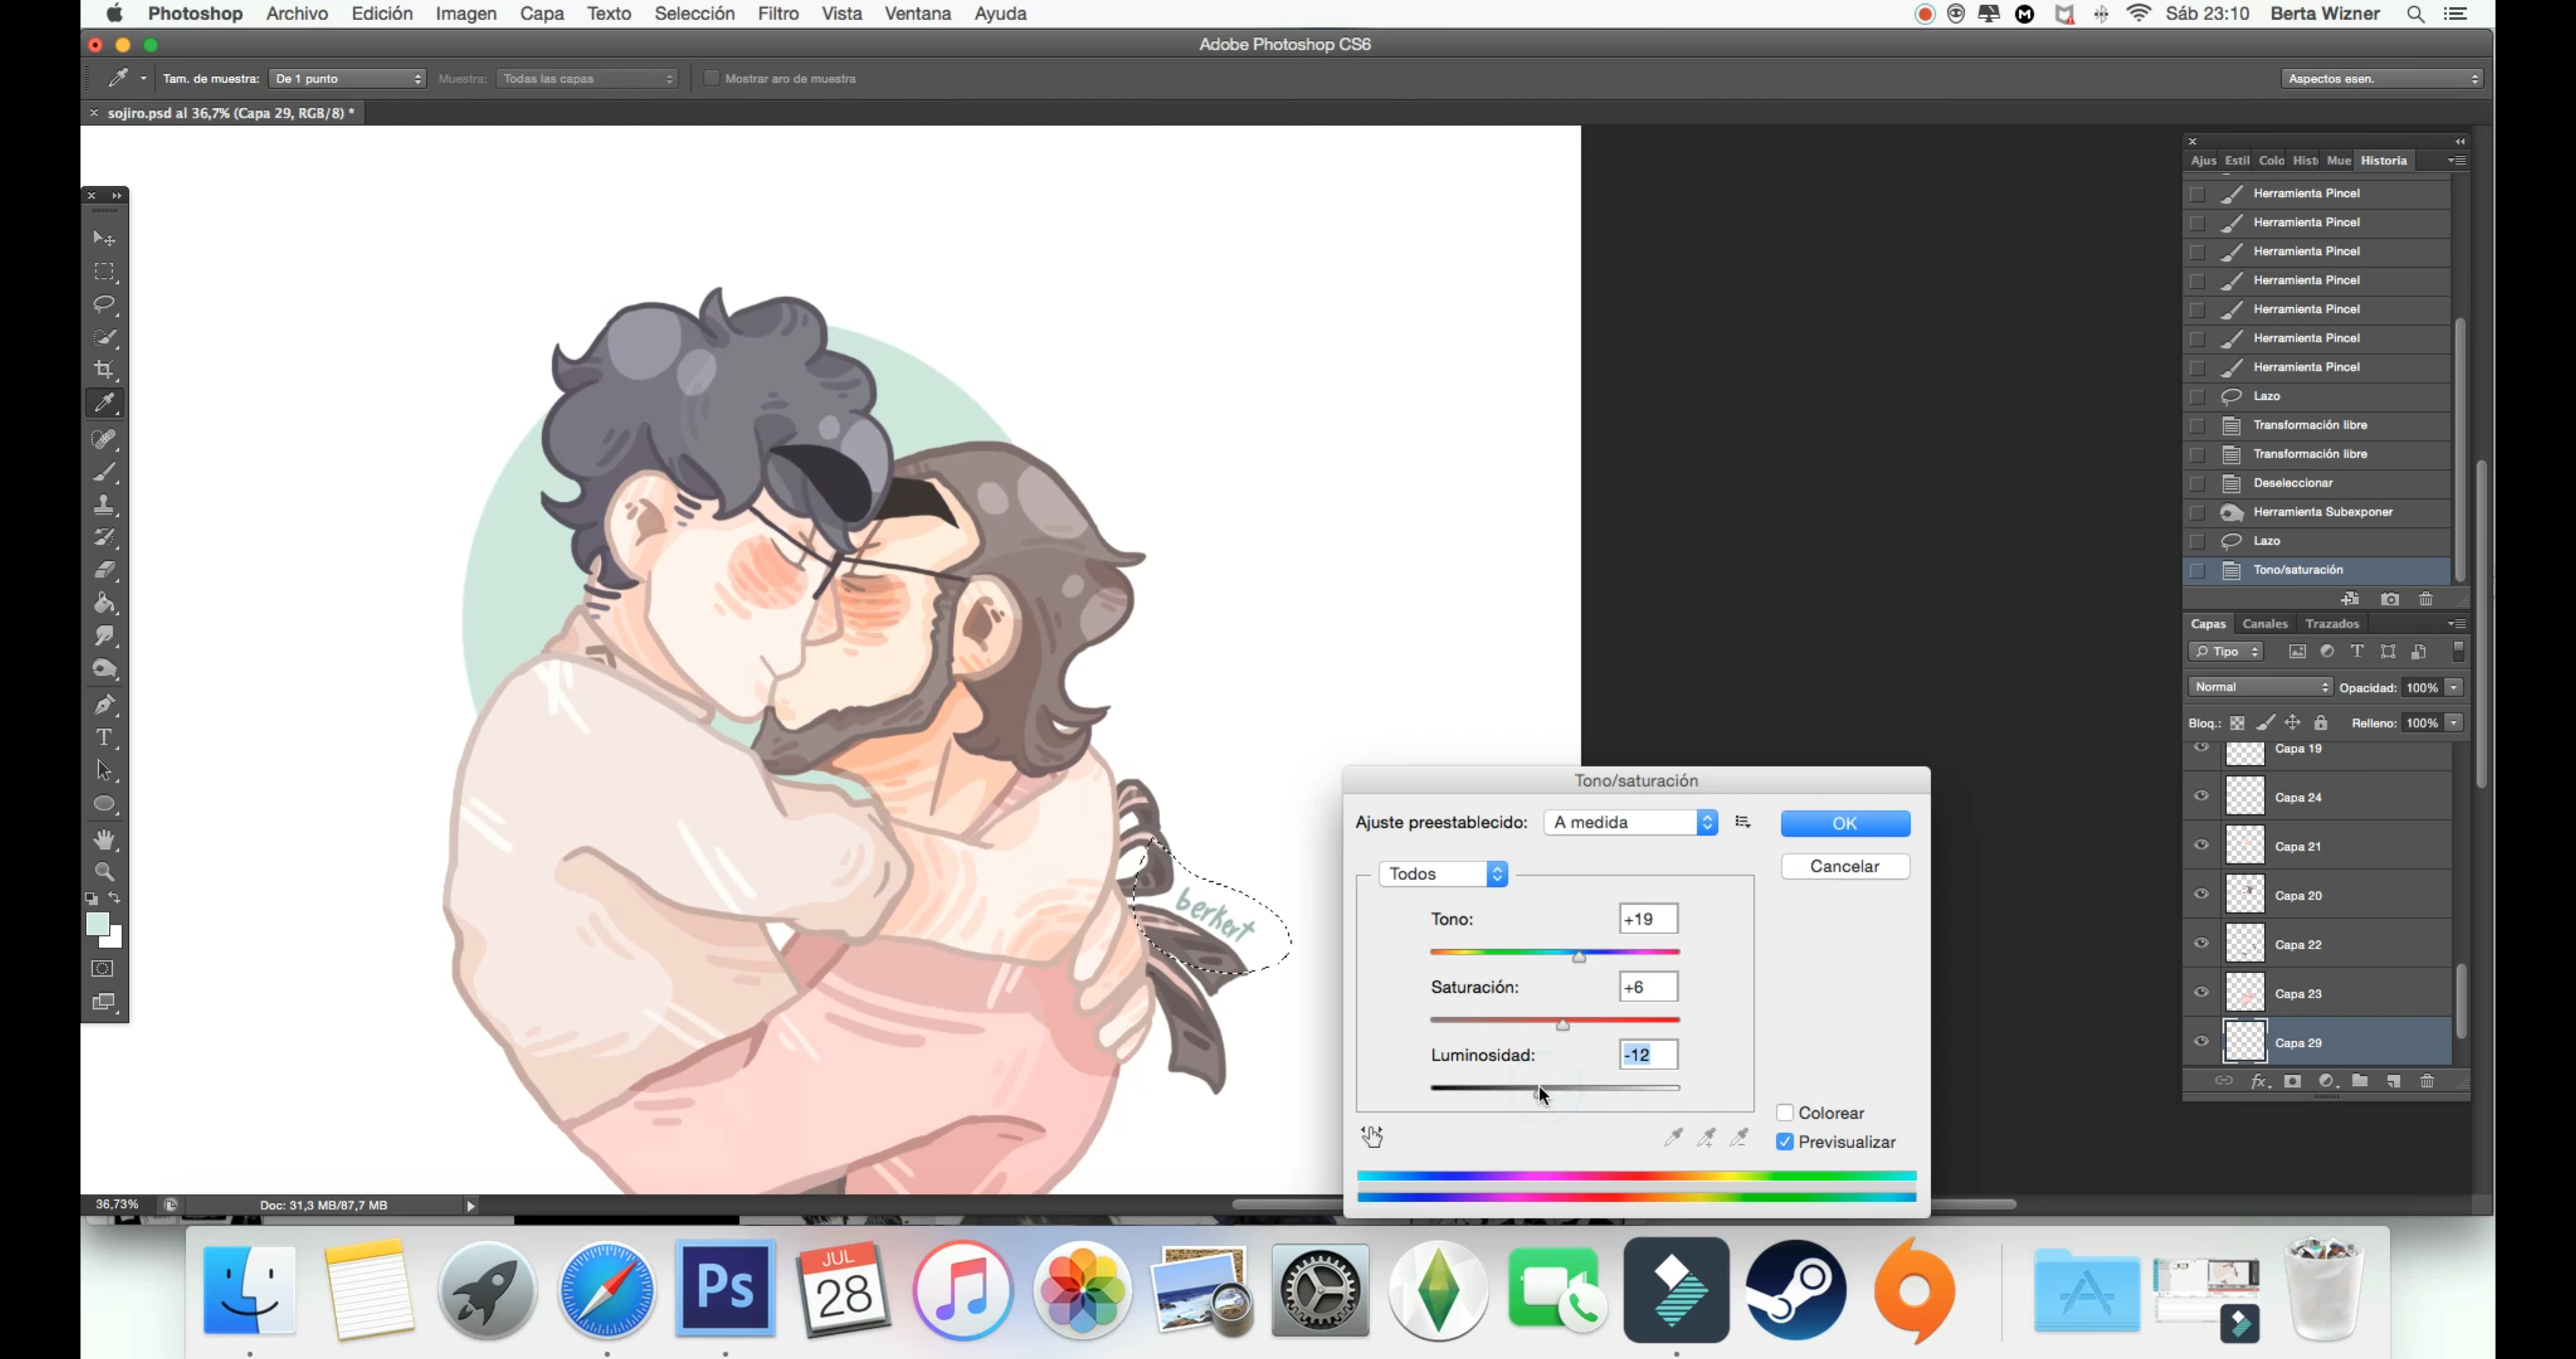 Photoshop Archivo Edición Imagen Capa Texto Selección Filtro Vista Ventana Ayuda Sáb 23:10 Berta Wizner
Adobe Photoshop CS6
Tam. de muestra: De 1 punto Muestra: Todas las capas Mostrar aro de muestra Aspectos esen.
sojiro.psd al 36,7% (Capa 29, RGB/8) *
Ajus Estil Colo Hist Mue Historia
Herramienta Pincel
Herramienta Pincel
Herramienta Pincel
Herramienta Pincel
Herramienta Pincel
Herramienta Pincel
Herramienta Pincel
Lazo
Transformación libre
Transformación libre
Deseleccionar
Herramienta Subexponer
Lazo
Tono/saturación
Capas Canales Trazados
Tipo
Normal Opacidad: 100%
Bloq.: Relleno: 100%
Capa 19
Capa 24
Capa 21
Capa 20
Capa 22
Capa 23
Capa 29
berkert
Tono/saturación
Ajuste preestablecido: A medida OK
Cancelar
Todos
Tono: +19
Saturación: +6
Luminosidad: -12
Colorear
Previsualizar
36,73% Doc: 31,3 MB/87,7 MB
Ps
JUL
28